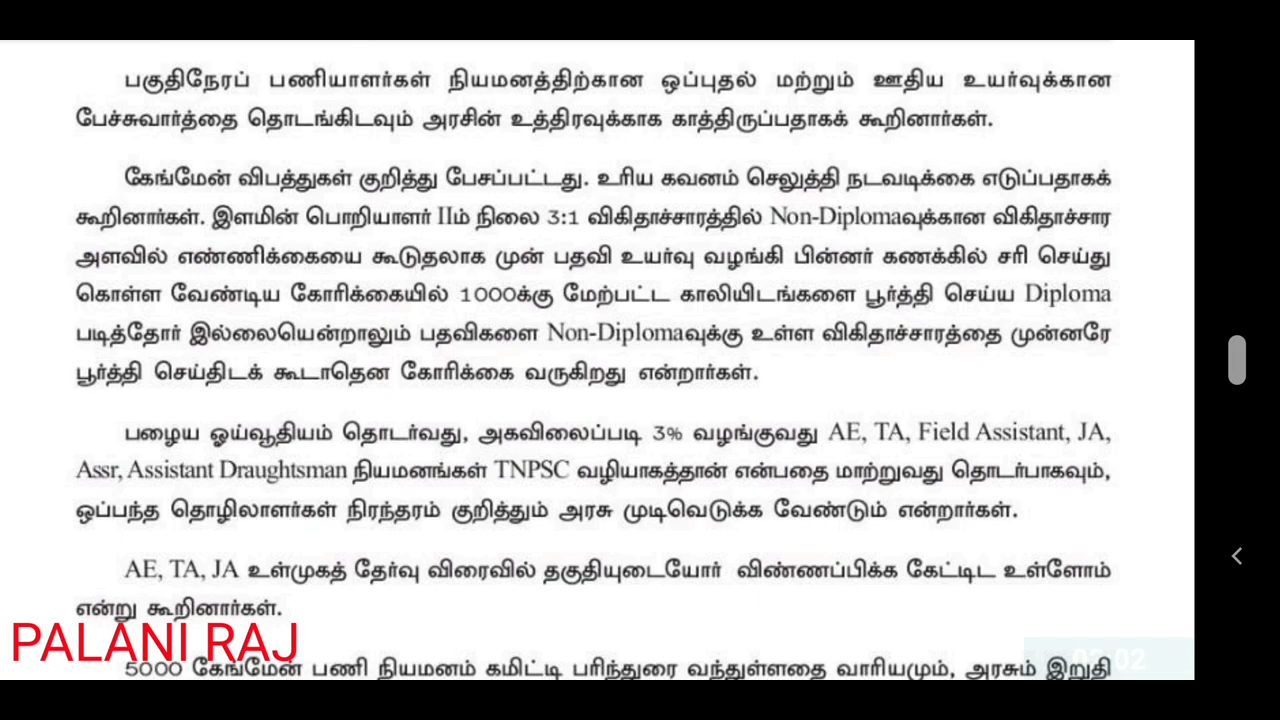 பகுதிநேரப் பணியாளர்கள் நியமனத்திற்கான ஒப்புதல் மற்றும் ஊதிய உயர்வுக்கான
பேச்சுவார்த்தை தொடங்கிடவும் அரசின் உத்திரவுக்காக காத்திருப்பதாகக் கூறினார்கள்.
கேங்மேன் விபத்துகள் குறித்து பேசப்பட்டது. உரிய கவனம் செலுத்தி நடவடிக்கை எடுப்பதாகக்
கூறினார்கள். இளமின் பொறியாளர் IIம் நிலை 3:1 விகிதாச்சாரத்தில் Non-Diplomaவுக்கான விகிதாச்சார
அளவில் எண்ணிக்கையை கூடுதலாக முன் பதவி உயர்வு வழங்கி பின்னர் கணக்கில் சரி செய்து
கொள்ள வேண்டிய கோரிக்கையில் 1000க்கு மேற்பட்ட காலியிடங்களை பூர்த்தி செய்ய Diploma
படித்தோர் இல்லையென்றாலும் பதவிகளை Non-Diplomaவுக்கு உள்ள விகிதாச்சாரத்தை முன்னரே
பூர்த்தி செய்திடக் கூடாதென கோரிக்கை வருகிறது என்றார்கள்.
பழைய ஓய்வூதியம் தொடர்வது, அகவிலைப்படி 3% வழங்குவது AE, TA, Field Assistant, JA,
Assr, Assistant Draughtsman நியமனங்கள் TNPSC வழியாகத்தான் என்பதை மாற்றுவது தொடர்பாகவும்,
ஒப்பந்த தொழிலாளர்கள் நிரந்தரம் குறித்தும் அரசு முடிவெடுக்க வேண்டும் என்றார்கள்.
AE, TA, JA உள்முகத் தேர்வு விரைவில் தகுதியுடையோர் விண்ணப்பிக்க கேட்டிட உள்ளோம்
என்று கூறினார்கள்.
PALANI RAJ
5000 கேங்மேன் பணி நியமனம் கமிட்டி பரிந்துரை வந்துள்ளதை வாரியமும், அரசும் இறுதி